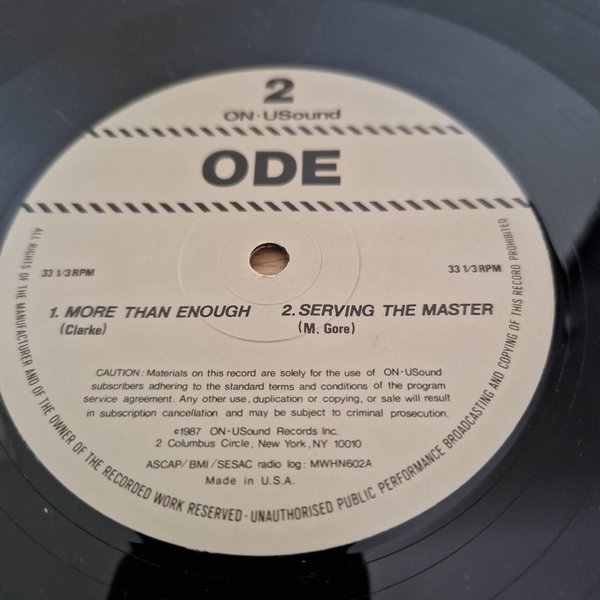 2
ON·USound
ODE
33 1/3 RPM
33 1/3 RPM
1. MORE THAN ENOUGH
(Clarke)
2. SERVING THE MASTER
(M. Gore)
CAUTION: Materials on this record are solely for the use of ON-USound
subscribers adhering to the standard terms and conditions of the program
service agreement. Any other use, duplication or copying, or sale will result
in subscription cancellation and may be subject to criminal prosecution.
©1987 ON-USound Records Inc.
2 Columbus Circle, New York, NY 10010
ASCAP/BMI/SESAC radio log: MWHN602A
Made in U.S.A.
ALL RIGHTS OF THE MANUFACTURER AND OF THE OWNER OF THE RECORDED WORK RESERVED - UNAUTHORISED PUBLIC PERFORMANCE BROADCASTING AND COPYING OF THIS RECORD PROHIBITED